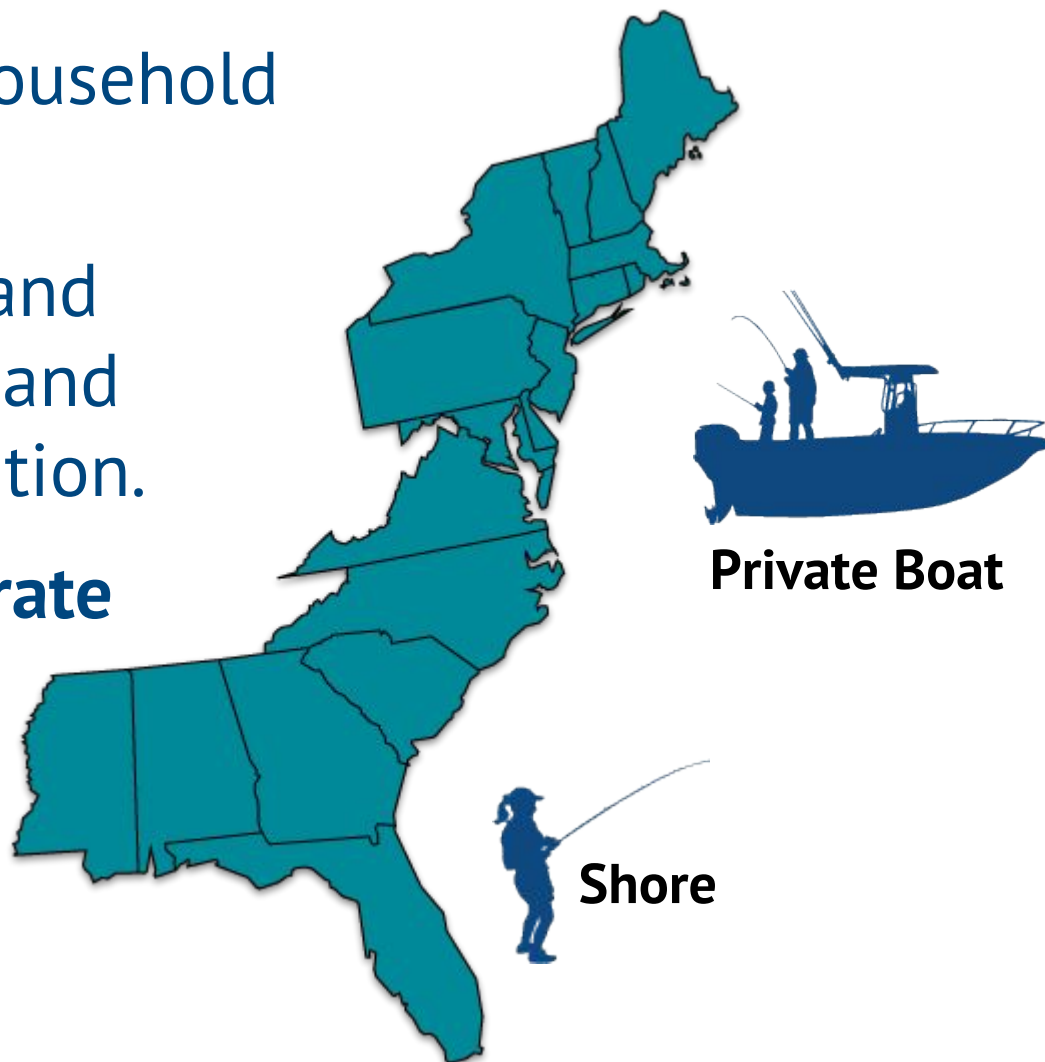 ousehold
and
and
tion.
rate
Private Boat
Shore